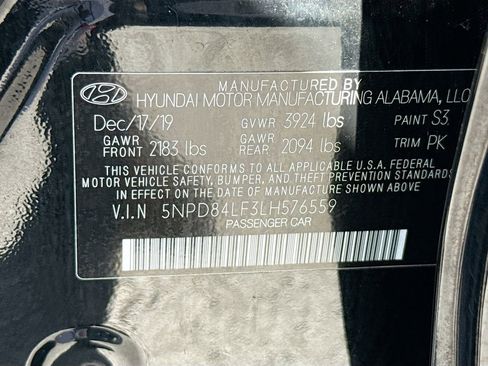 MANUFACTURED BY
HYUNDAI MOTOR MANUFACTURING ALABAMA, LLC
Dec/17/19 GVWR 3924 lbs PAINT S3
GAWR FRONT 2183 lbs GAWR REAR 2094 lbs TRIM PK
THIS VEHICLE CONFORMS TO ALL APPLICABLE U.S.A. FEDERAL
MOTOR VEHICLE SAFETY, BUMPER, AND THEFT PREVENTION STANDARDS
IN EFFECT ON THE DATE OF MANUFACTURE SHOWN ABOVE.
V.I.N 5NPD84LF3LH576559
PASSENGER CAR